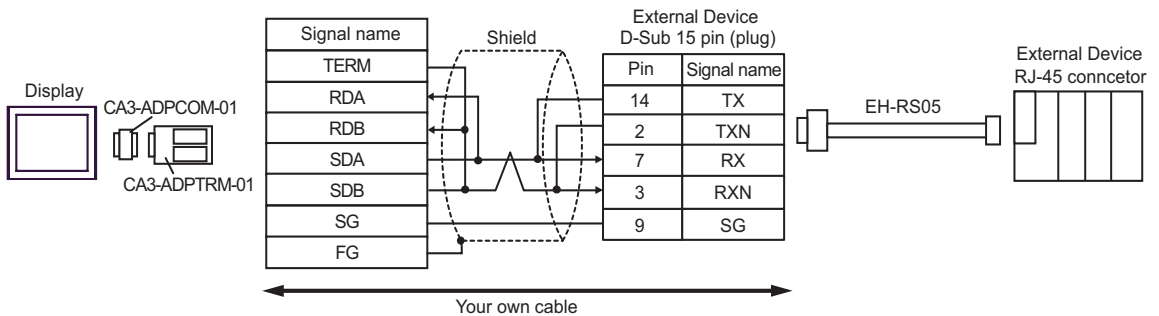 Display
CA3-ADPCOM-01
CA3-ADPTRM-01
Signal name
TERM
RDA
RDB
SDA
SDB
SG
FG
Shield
External Device
D-Sub 15 pin (plug)
Pin Signal name
14 TX
2 TXN
7 RX
3 RXN
9 SG
EH-RS05
External Device
RJ-45 conncetor
Your own cable